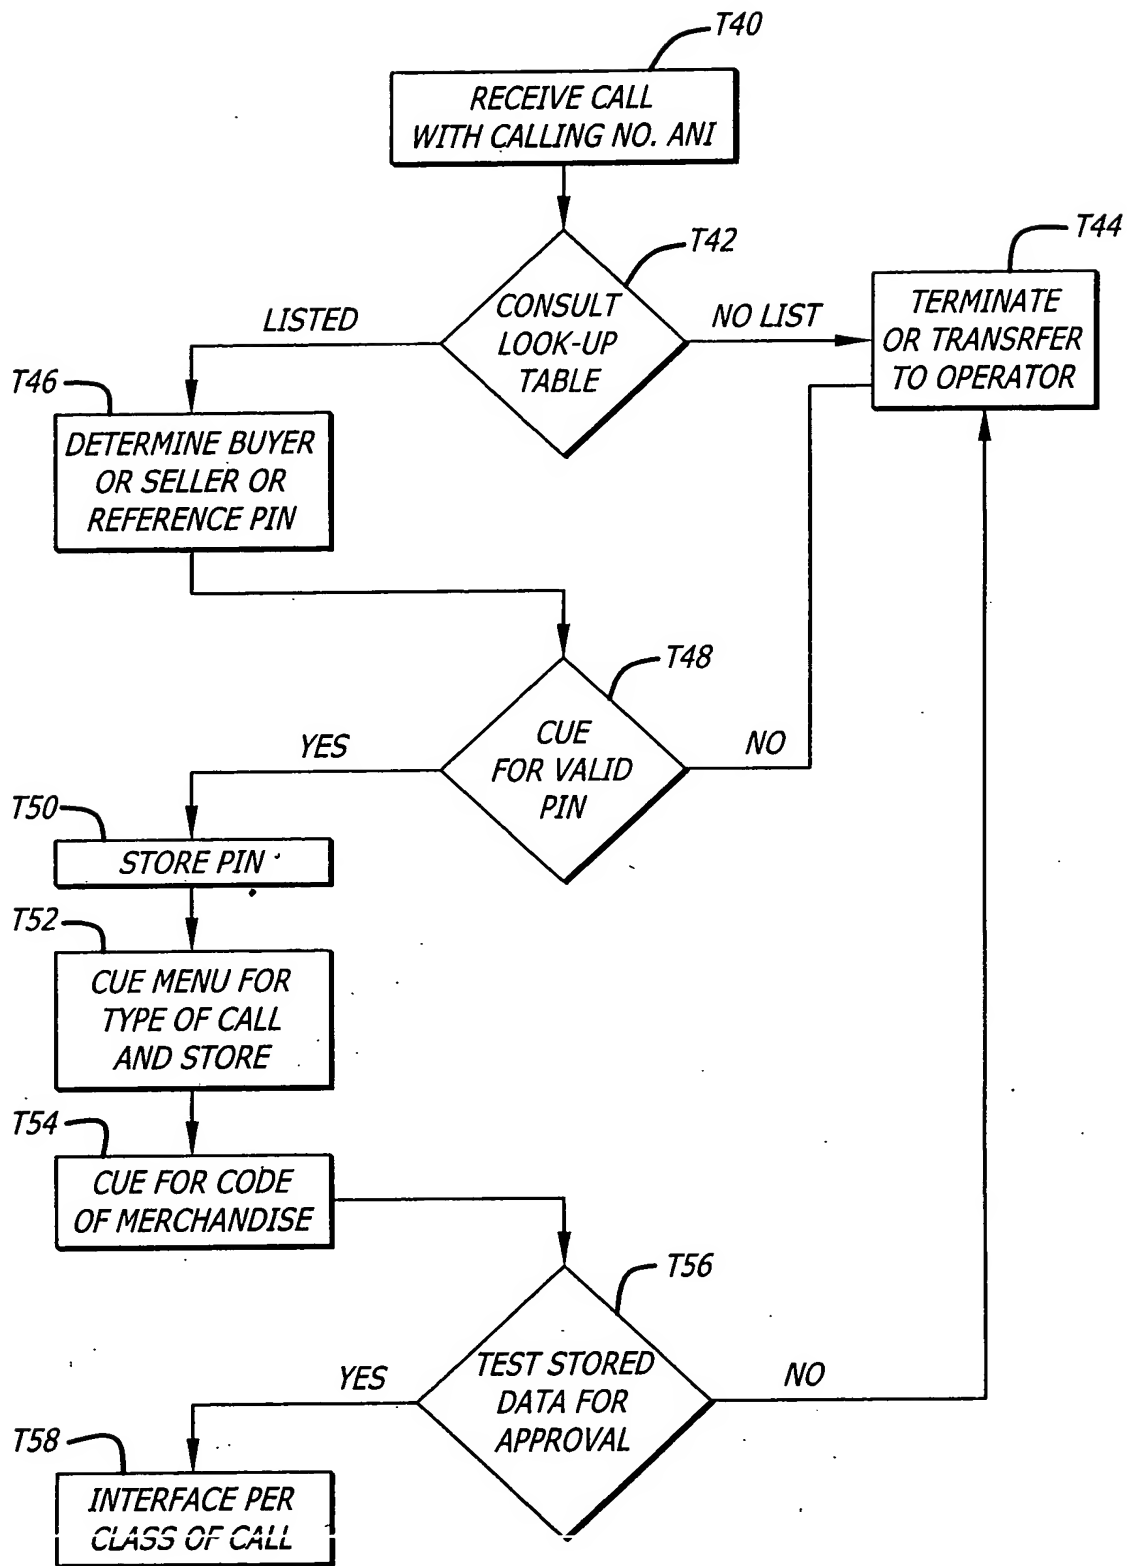 T40
RECEIVE CALL
WITH CALLING NO. ANI
T42
CONSULT
LOOK-UP
TABLE
LISTED
NO LIST
T44
TERMINATE
OR TRANSRFER
TO OPERATOR
T46
DETERMINE BUYER
OR SELLER OR
REFERENCE PIN
T48
CUE
FOR VALID
PIN
YES
NO
T50
STORE PIN
T52
CUE MENU FOR
TYPE OF CALL
AND STORE
T54
CUE FOR CODE
OF MERCHANDISE
T56
TEST STORED
DATA FOR
APPROVAL
YES
NO
T58
INTERFACE PER
CLASS OF CALL